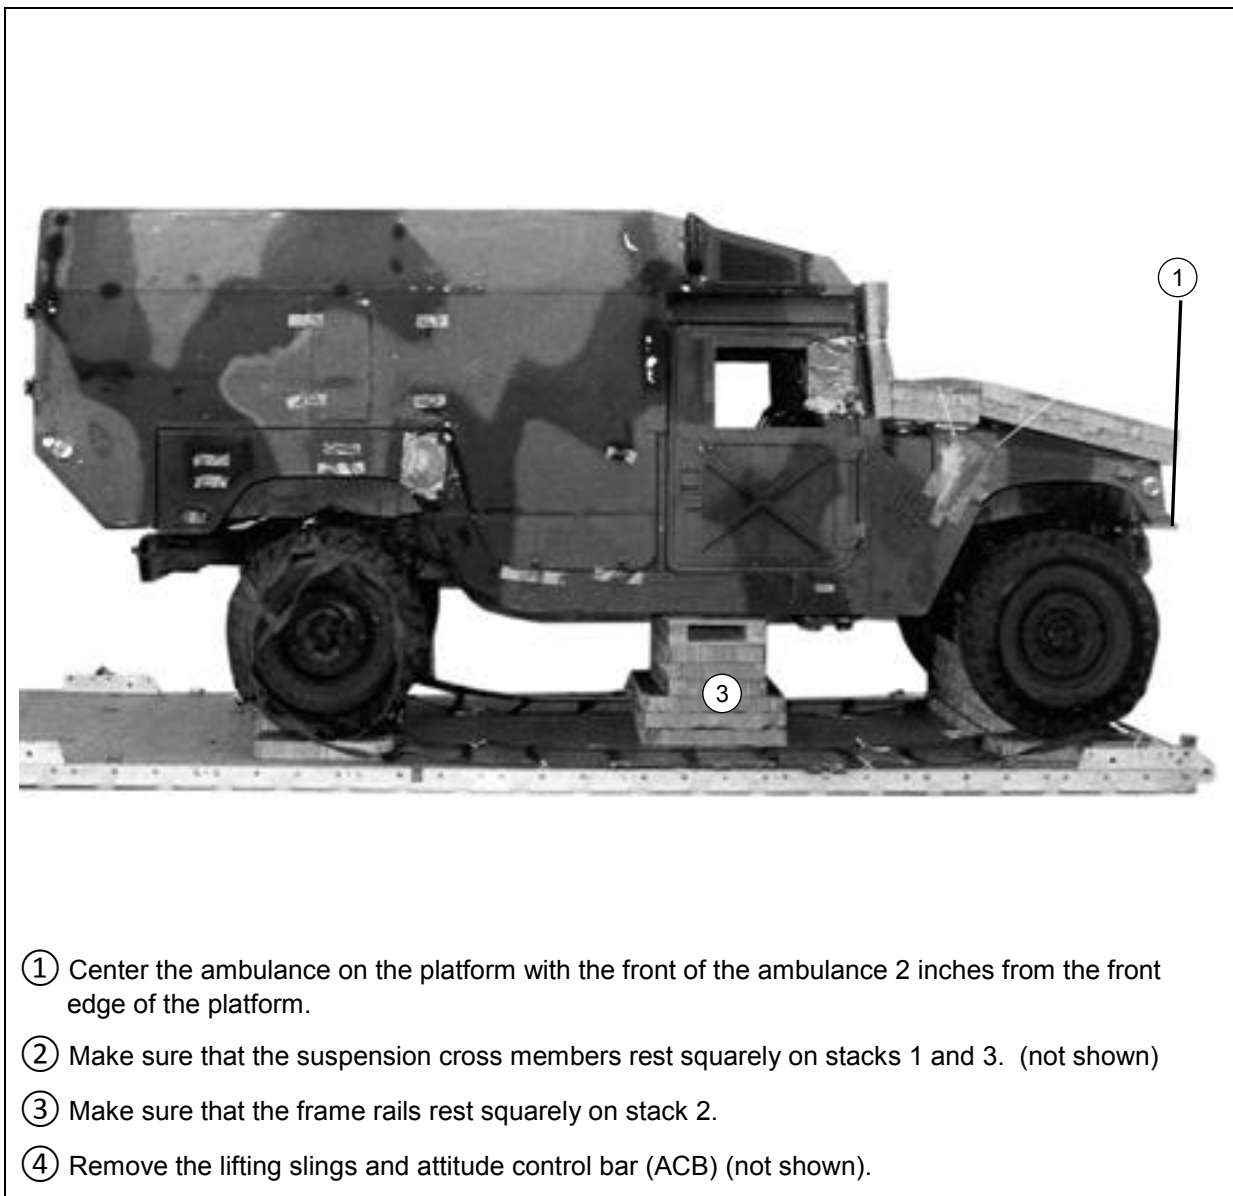 1
3
① Center the ambulance on the platform with the front of the ambulance 2 inches from the front
edge of the platform.
② Make sure that the suspension cross members rest squarely on stacks 1 and 3. (not shown)
③ Make sure that the frame rails rest squarely on stack 2.
④ Remove the lifting slings and attitude control bar (ACB) (not shown).